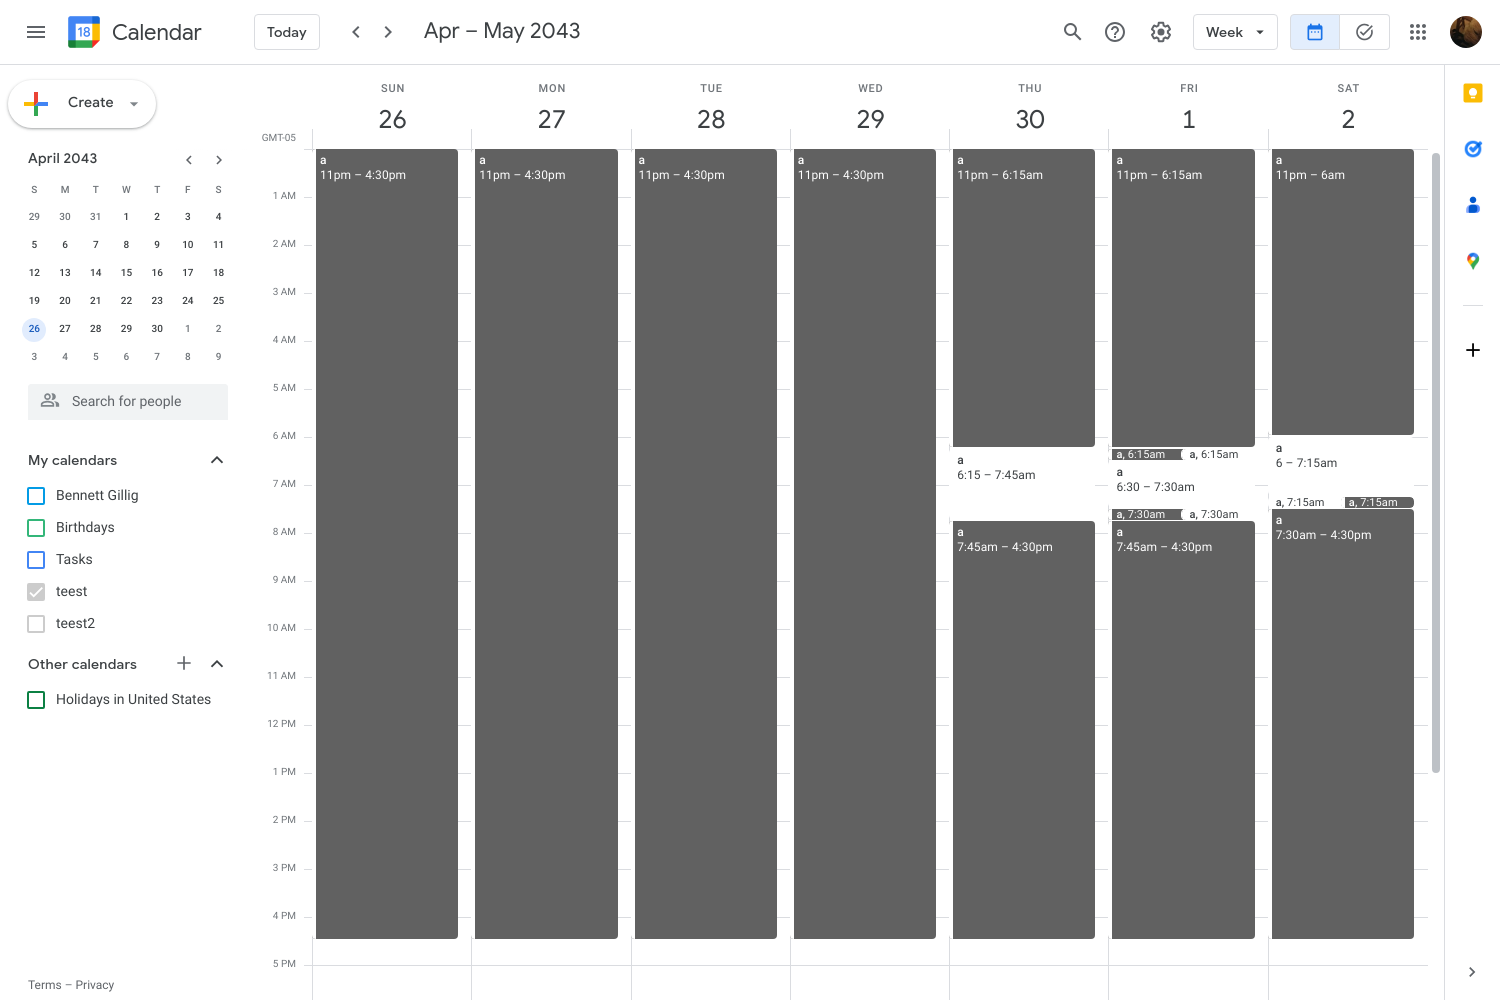 18
Calendar
Today
Apr – May 2043
Week
Create
April 2043
S M T W T F S
29 30 31 1 2 3 4
5 6 7 8 9 10 11
12 13 14 15 16 17 18
19 20 21 22 23 24 25
26 27 28 29 30 1 2
3 4 5 6 7 8 9
Search for people
My calendars
Bennett Gillig
Birthdays
Tasks
teest
teest2
Other calendars
Holidays in United States
Terms – Privacy
SUN MON TUE WED THU FRI SAT
26 27 28 29 30 1 2
GMT-05
1 AM
2 AM
3 AM
4 AM
5 AM
6 AM
7 AM
8 AM
9 AM
10 AM
11 AM
12 PM
1 PM
2 PM
3 PM
4 PM
5 PM
a
11pm – 4:30pm
a
11pm – 4:30pm
a
11pm – 4:30pm
a
11pm – 4:30pm
a
11pm – 6:15am
a
6:15 – 7:45am
a
7:45am – 4:30pm
a
11pm – 6:15am
a, 6:15am
a, 6:15am
a
6:30 – 7:30am
a, 7:30am
a, 7:30am
a
7:45am – 4:30pm
a
11pm – 6am
a
6 – 7:15am
a, 7:15am
a, 7:15am
a
7:30am – 4:30pm